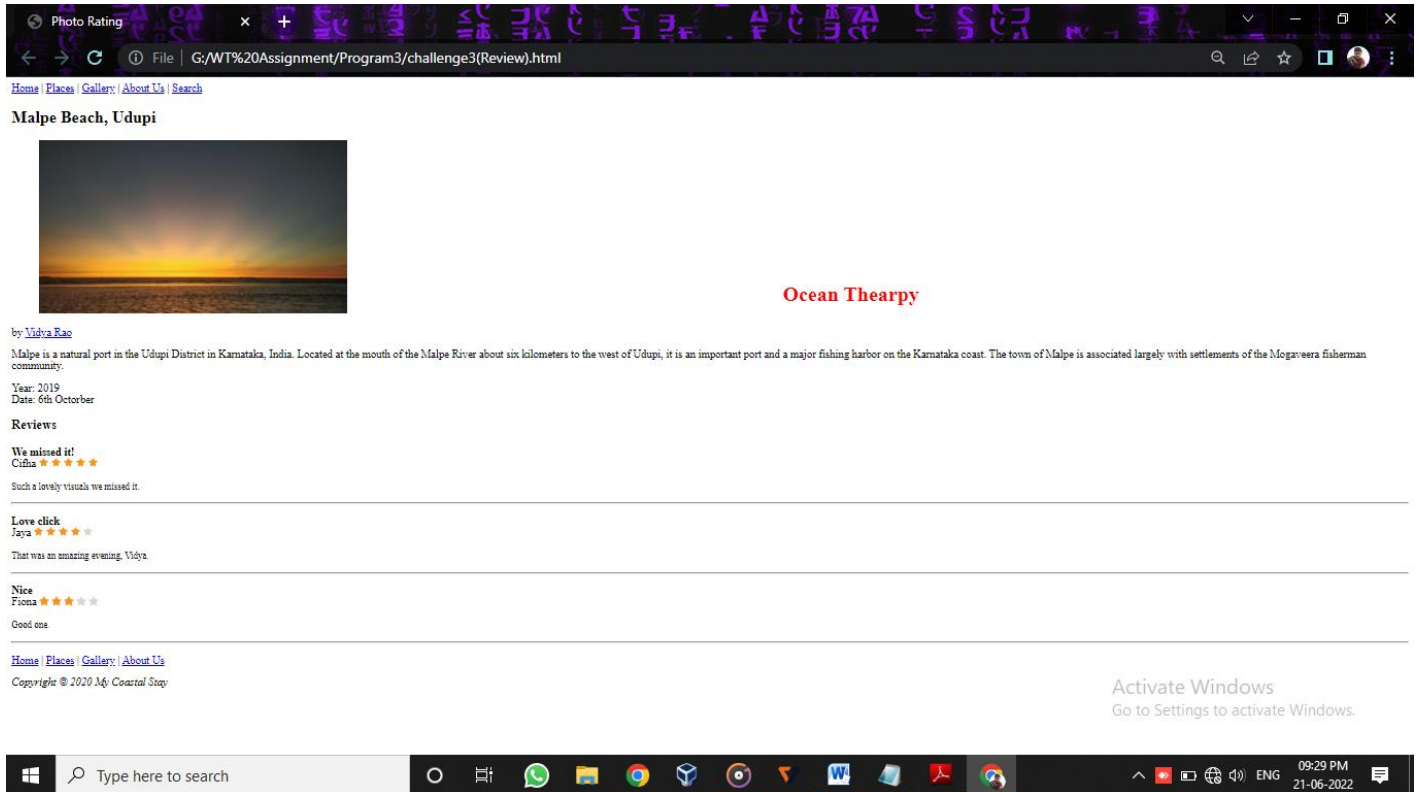 Photo Rating
File | G:/WT%20Assignment/Program3/challenge3(Review).html
Home | Places | Gallery | About Us | Search
Malpe Beach, Udupi
Ocean Thearpy
by Vidya Rao
Malpe is a natural port in the Udupi District in Karnataka, India. Located at the mouth of the Malpe River about six kilometers to the west of Udupi, it is an important port and a major fishing harbor on the Karnataka coast. The town of Malpe is associated largely with settlements of the Mogaveera fisherman
community.
Year: 2019
Date: 6th Octorber
Reviews
We missed it!
Cifha
Such a lovely visuals we missed it.
Love click
Jaya
That was an amazing evening, Vidya.
Nice
Fiona
Good one.
Home | Places | Gallery | About Us
Copyright © 2020 My Coastal Stay
Activate Windows
Go to Settings to activate Windows.
Type here to search
ENG
09:29 PM
21-06-2022